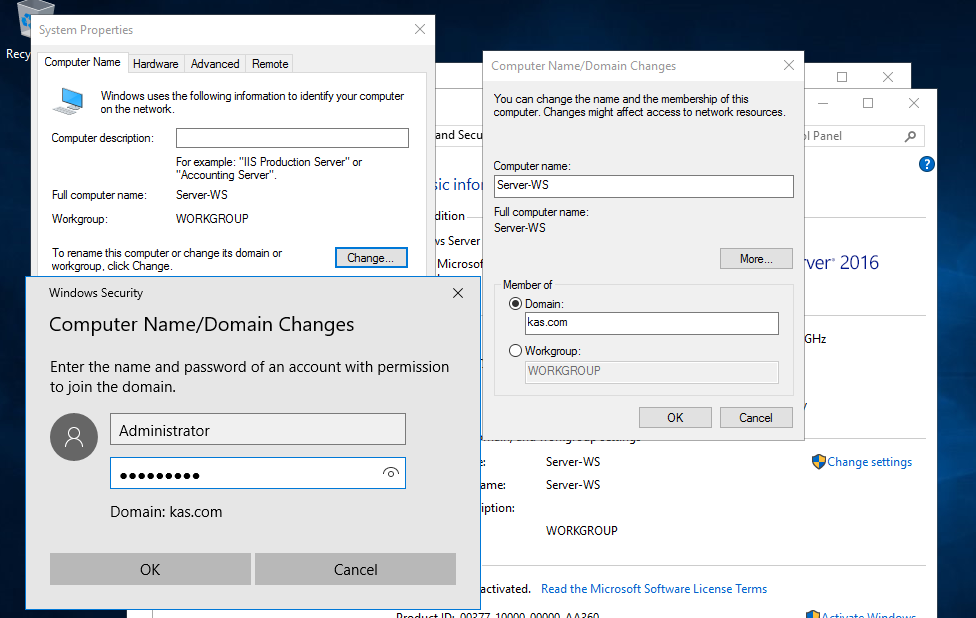 Recy
System Properties
Computer Name
Hardware
Advanced
Remote
Windows uses the following information to identify your computer
on the network.
Computer description:
For example: "IIS Production Server" or
"Accounting Server".
Full computer name:
Server-WS
Workgroup:
WORKGROUP
To rename this computer or change its domain or
workgroup, click Change.
Change...
Windows Security
Computer Name/Domain Changes
Enter the name and password of an account with permission
to join the domain.
Administrator
●●●●●●●●●
Domain: kas.com
OK
Cancel
Computer Name/Domain Changes
You can change the name and the membership of this
computer. Changes might affect access to network resources.
Computer name:
Server-WS
Full computer name:
Server-WS
More...
Member of
Domain:
kas.com
Workgroup:
WORKGROUP
OK
Cancel
and Secu
ol Panel
?
sic infor
dition
ws Server
Microsof
ver® 2016
GHz
main, and workgroup settings
e:
Server-WS
Change settings
ame:
Server-WS
iption:
WORKGROUP
activated.
Read the Microsoft Software License Terms
Product ID: 00377-10000-00000-AA360
Activate Windows